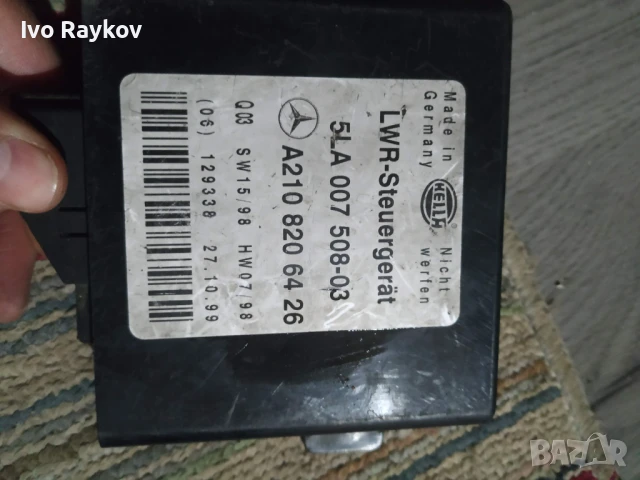 Ivo Raykov
Made in Germany
HELLA
Nicht werfen
LWR-Steuergerät
5LA 007 508-03
A210 820 64 26
Q03 SW15/98 HW07/98
(06) 129338 27.10.99
BAZAR